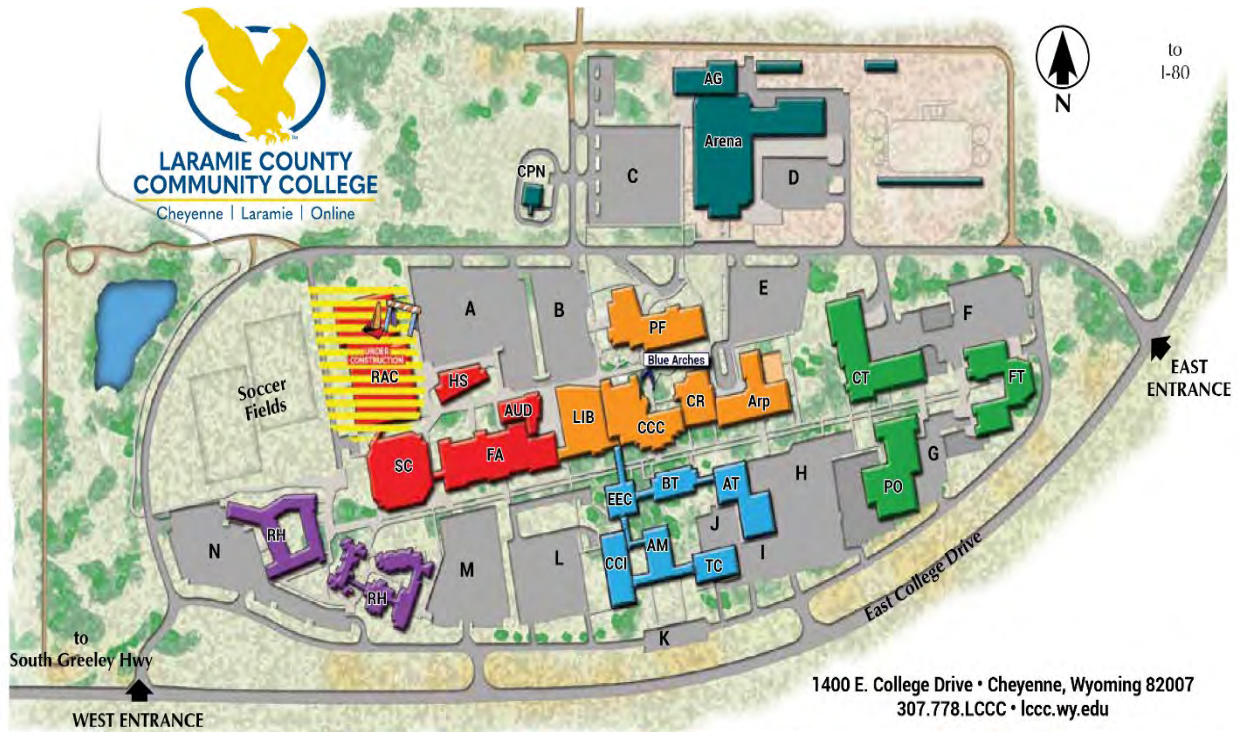 LARAMIE COUNTY
COMMUNITY COLLEGE
Cheyenne | Laramie | Online
N
to
I-80
AG
Arena
CPN
C
D
A
B
E
F
PF
Blue Arches
UNDER
CONSTRUCTION
RAC
HS
AUD
LIB
CCC
CR
Arp
CT
FT
EAST
ENTRANCE
Soccer
Fields
SC
FA
EEC
BT
AT
H
PO
G
N
RH
RH
M
L
CCI
AM
J
TC
I
K
East College Drive
to
South Greeley Hwy
WEST ENTRANCE
1400 E. College Drive • Cheyenne, Wyoming 82007
307.778.LCCC • lccc.wy.edu